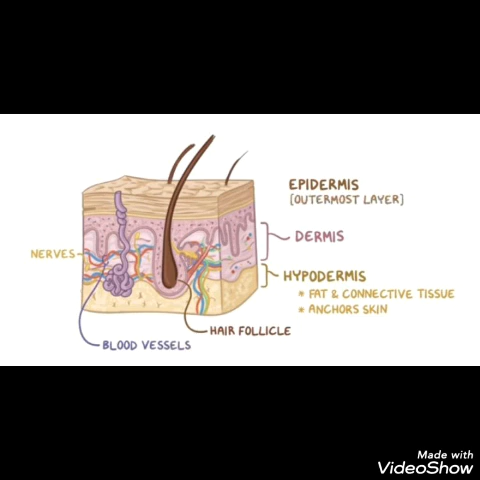 EPIDERMIS
[OUTERMOST LAYER]
DERMIS
NERVES
HYPODERMIS
* FAT & CONNECTIVE TISSUE
* ANCHORS SKIN
HAIR FOLLICLE
BLOOD VESSELS
Made with
VideoShow